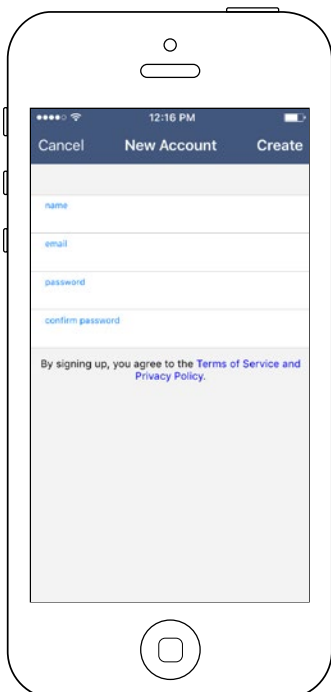 12:16 PM
Cancel New Account Create
name
email
password
confirm password
By signing up, you agree to the Terms of Service and
Privacy Policy.